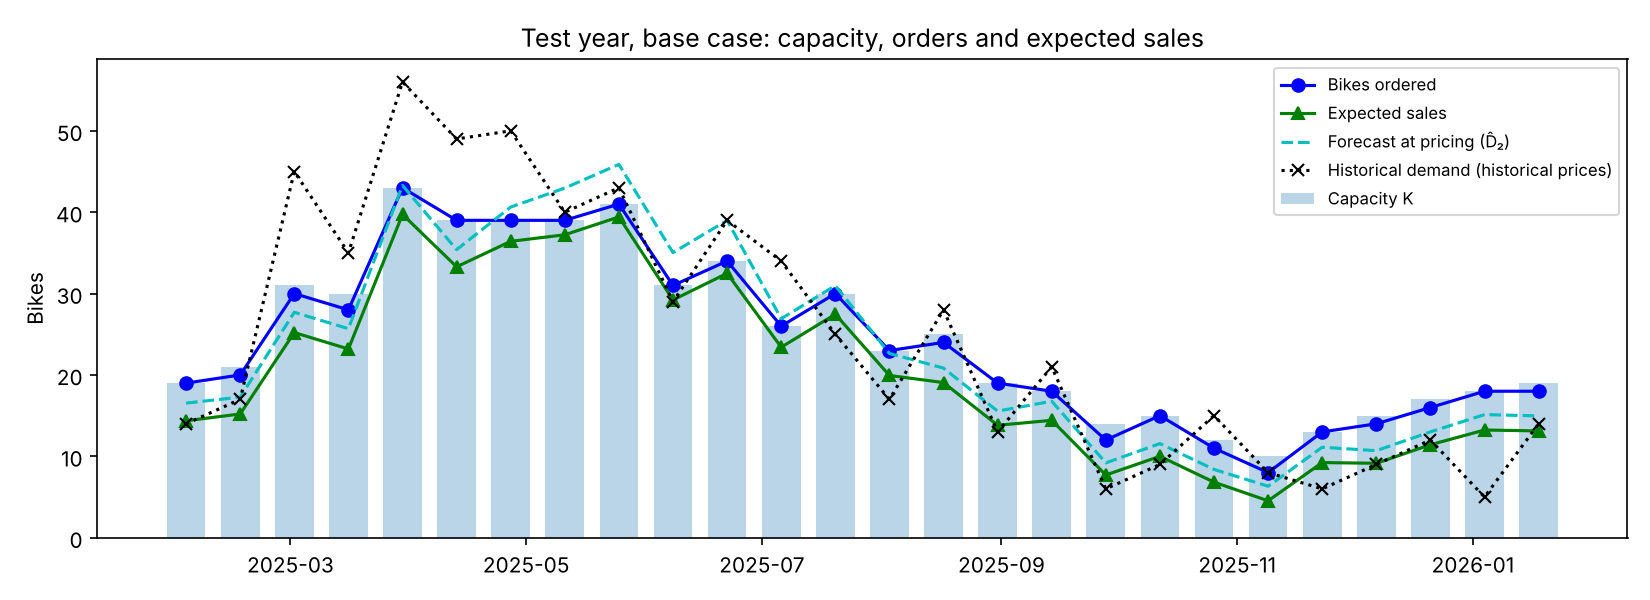 Test year, base case: capacity, orders and expected sales
Bikes ordered
Expected sales
Forecast at pricing (D̂₂)
Historical demand (historical prices)
Capacity K
Bikes
50
40
30
20
10
0
2025-03
2025-05
2025-07
2025-09
2025-11
2026-01